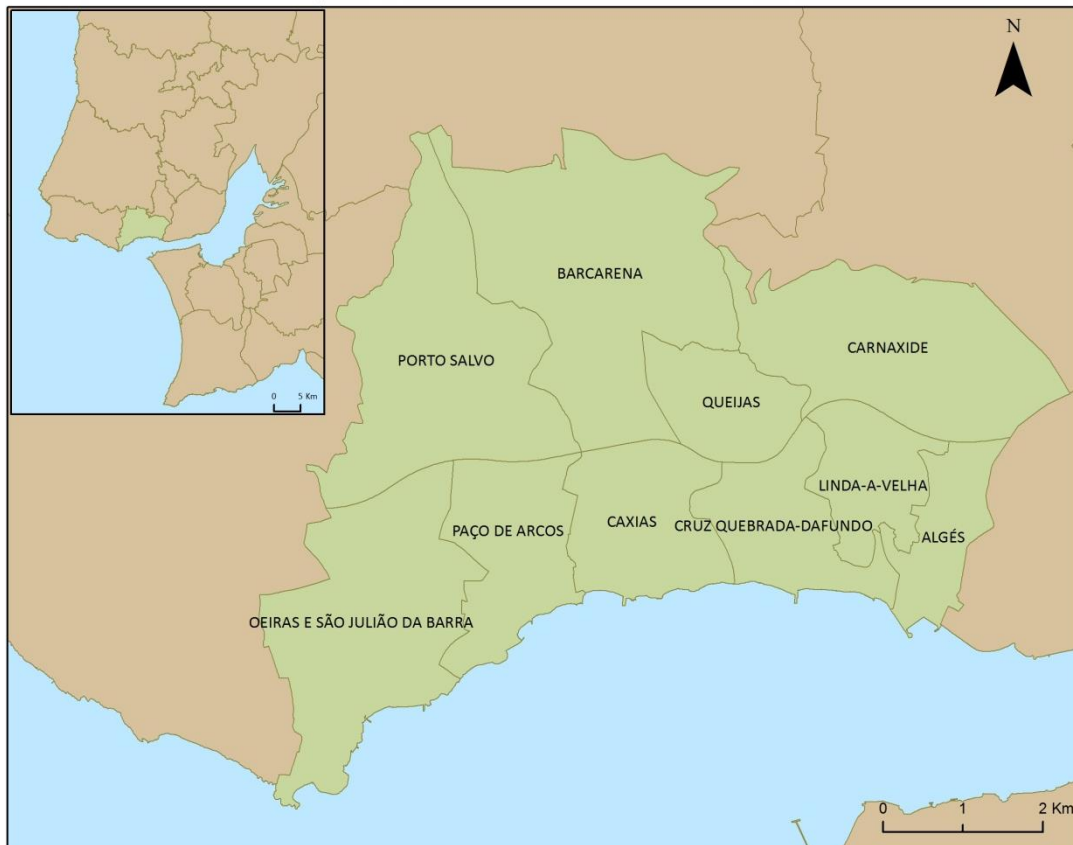 N
BARCARENA
CARNAXIDE
PORTO SALVO
QUEIJAS
0 5 Km
LINDA-A-VELHA
PAÇO DE ARCOS
CAXIAS
CRUZ QUEBRADA-DAFUNDO
ALGÉS
OEIRAS E SÃO JULIÃO DA BARRA
0 1 2 Km